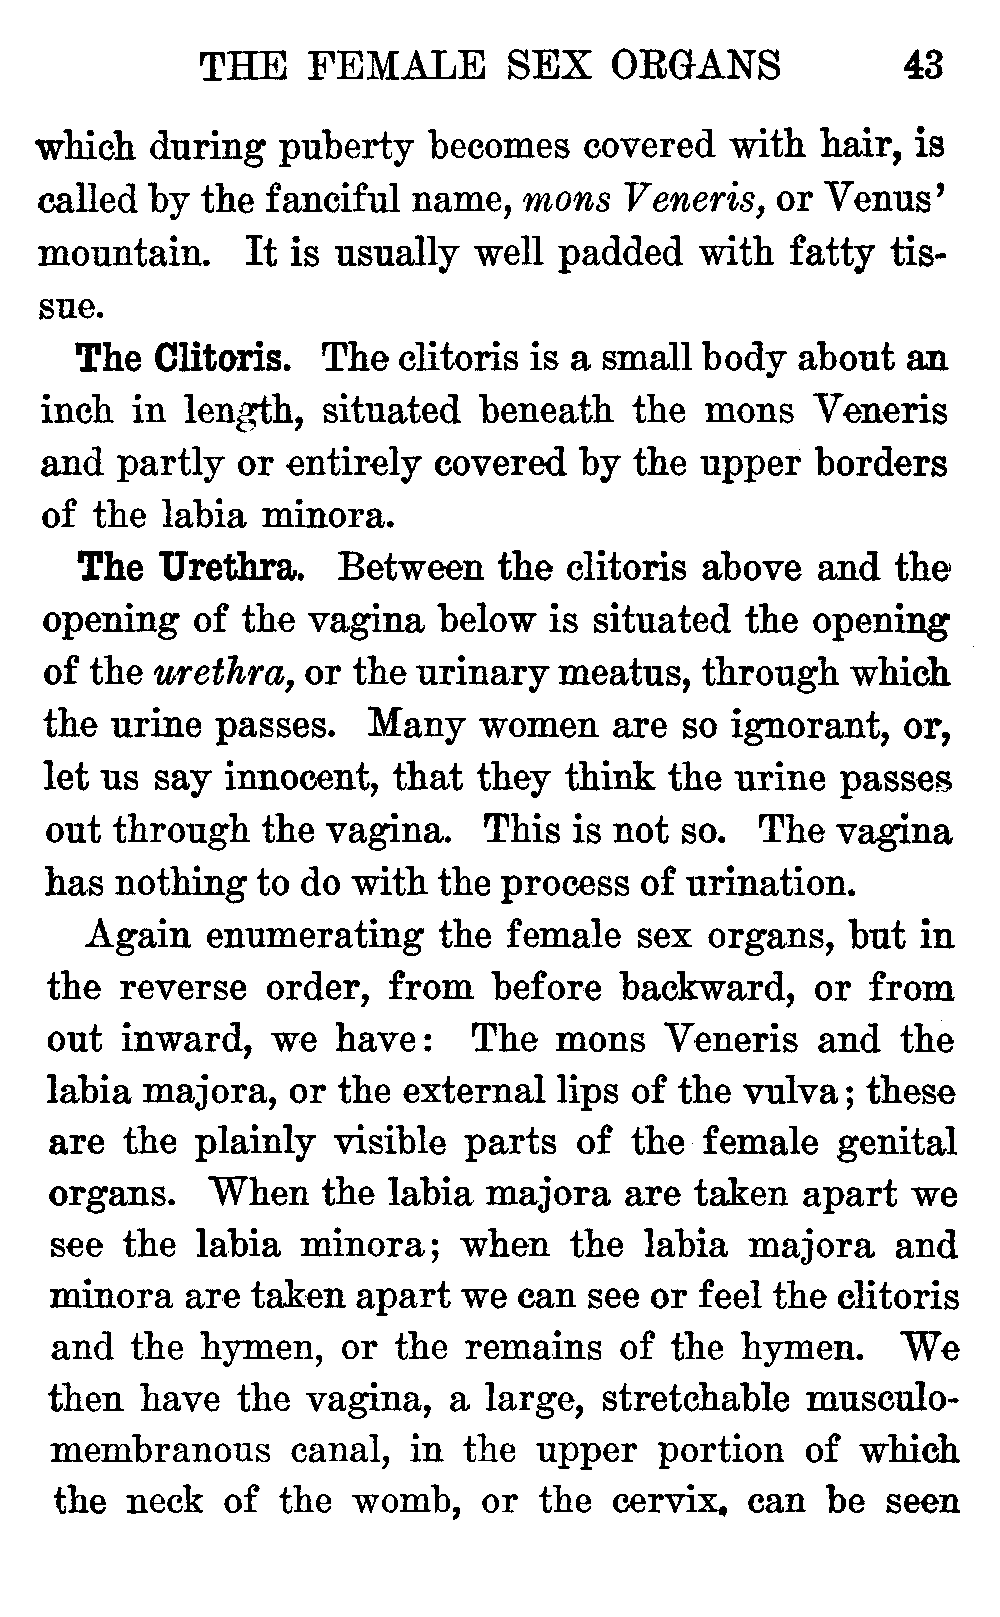 THE FEMALE SEX ORGANS 43
which during puberty becomes covered with hair, is
called by the fanciful name, mons Veneris, or Venus'
mountain. It is usually well padded with fatty tis-
sue.
The Clitoris. The clitoris is a small body about an
inch in length, situated beneath the mons Veneris
and partly or entirely covered by the upper borders
of the labia minora.
The Urethra. Between the clitoris above and the
opening of the vagina below is situated the opening
of the urethra, or the urinary meatus, through which
the urine passes. Many women are so ignorant, or,
let us say innocent, that they think the urine passes
out through the vagina. This is not so. The vagina
has nothing to do with the process of urination.
Again enumerating the female sex organs, but in
the reverse order, from before backward, or from
out inward, we have: The mons Veneris and the
labia majora, or the external lips of the vulva; these
are the plainly visible parts of the female genital
organs. When the labia majora are taken apart we
see the labia minora; when the labia majora and
minora are taken apart we can see or feel the clitoris
and the hymen, or the remains of the hymen. We
then have the vagina, a large, stretchable musculo-
membranous canal, in the upper portion of which
the neck of the womb, or the cervix, can be seen